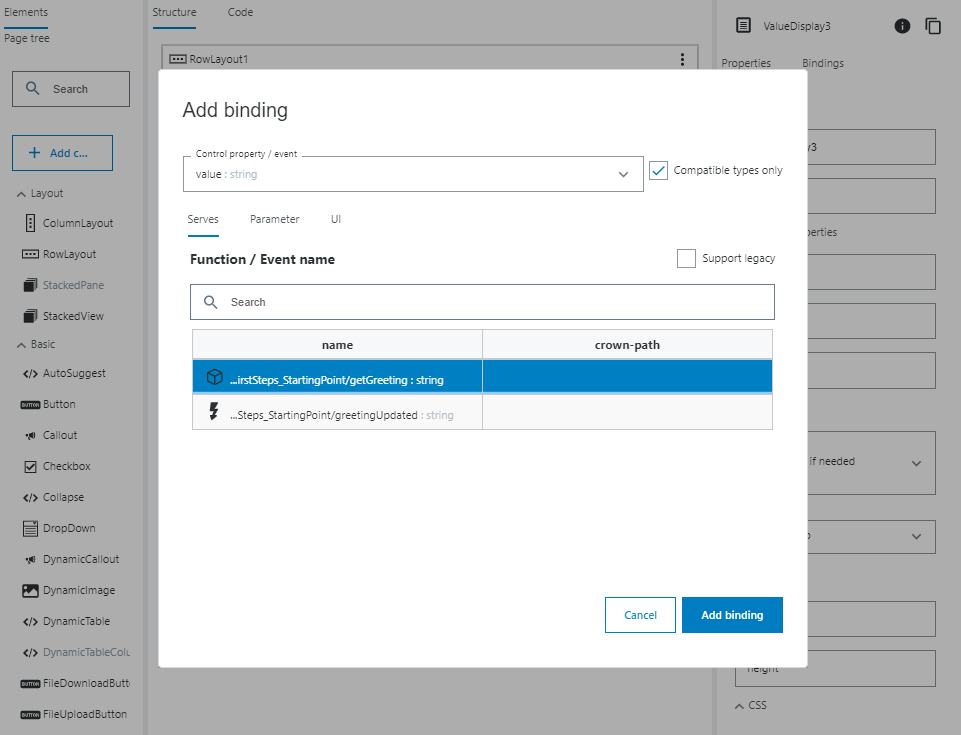 Elements
Page tree
Search
Add c...
Layout
ColumnLayout
RowLayout
StackedPane
StackedView
Basic
AutoSuggest
BUTTON Button
Callout
Checkbox
Collapse
DropDown
DynamicCallout
DynamicImage
DynamicTable
DynamicTableColu
BUTTON FileDownloadButt
BUTTON FileUploadButton
Structure
Code
RowLayout1
Add binding
Control property / event
value : string
Compatible types only
Serves
Parameter
UI
Function / Event name
Support legacy
Search
name
crown-path
...irstSteps_StartingPoint/getGreeting : string
...Steps_StartingPoint/greetingUpdated : string
Cancel
Add binding
ValueDisplay3
Properties
Bindings
y3
perties
if needed
height
CSS